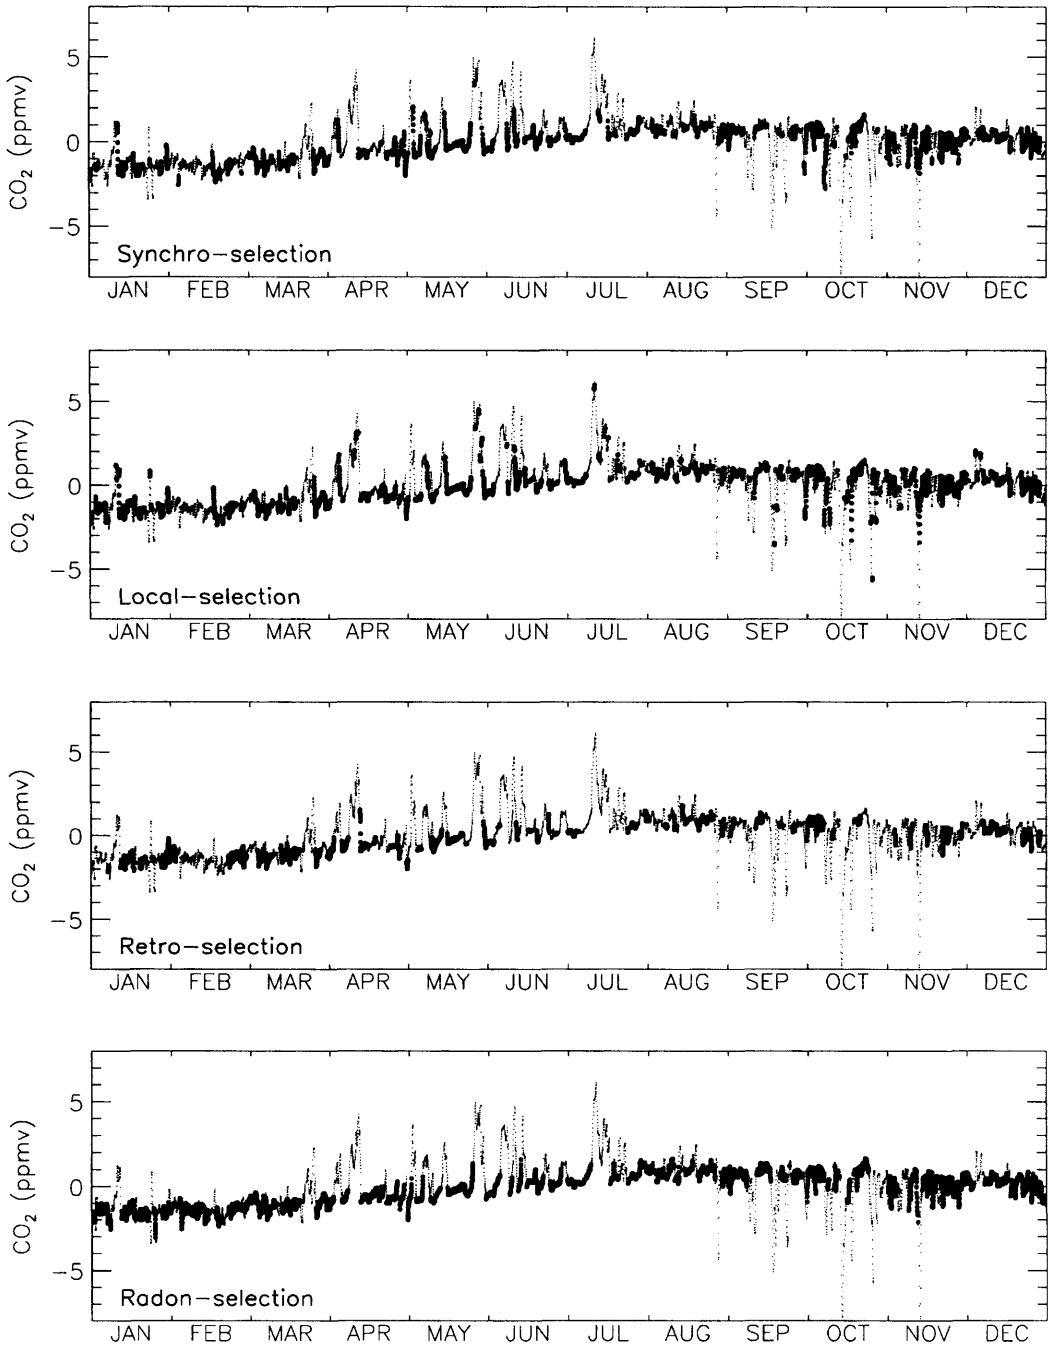 CO2 (ppmv)
5
0
−5
Synchro−selection
JAN FEB MAR APR MAY JUN JUL AUG SEP OCT NOV DEC
CO2 (ppmv)
5
0
−5
Local−selection
JAN FEB MAR APR MAY JUN JUL AUG SEP OCT NOV DEC
CO2 (ppmv)
5
0
−5
Retro−selection
JAN FEB MAR APR MAY JUN JUL AUG SEP OCT NOV DEC
CO2 (ppmv)
5
0
−5
Radon−selection
JAN FEB MAR APR MAY JUN JUL AUG SEP OCT NOV DEC